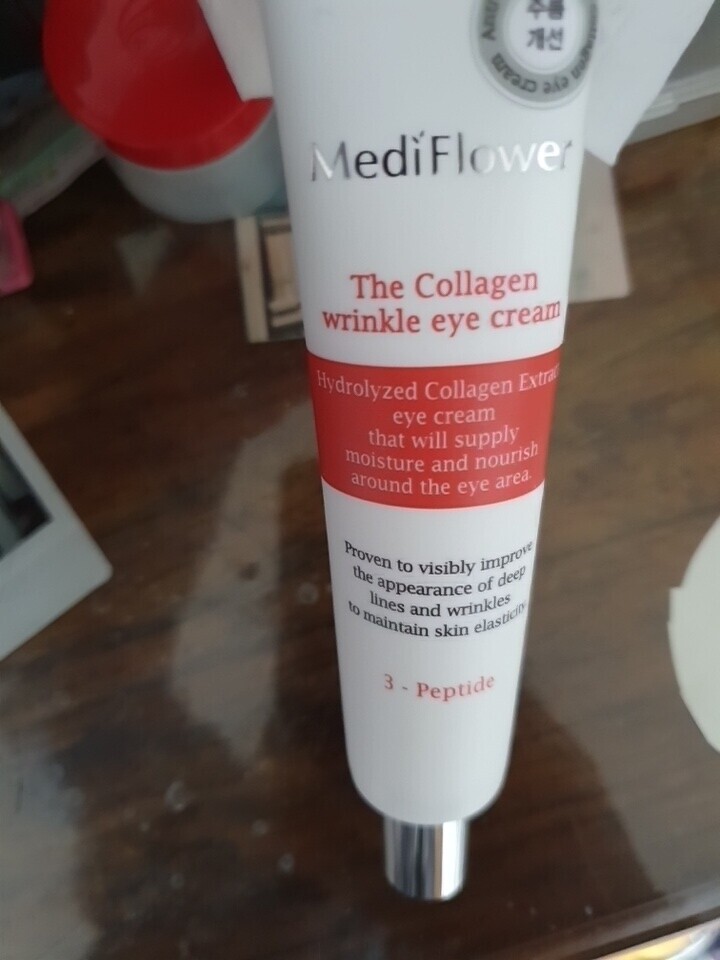 주름
개선
eye cream
MediFlower
The Collagen
wrinkle eye cream
Hydrolyzed Collagen Extrac
eye cream
that will supply
moisture and nourish
around the eye area.
Proven to visibly improve
the appearance of deep
lines and wrinkles
to maintain skin elasticity
3 - Peptide